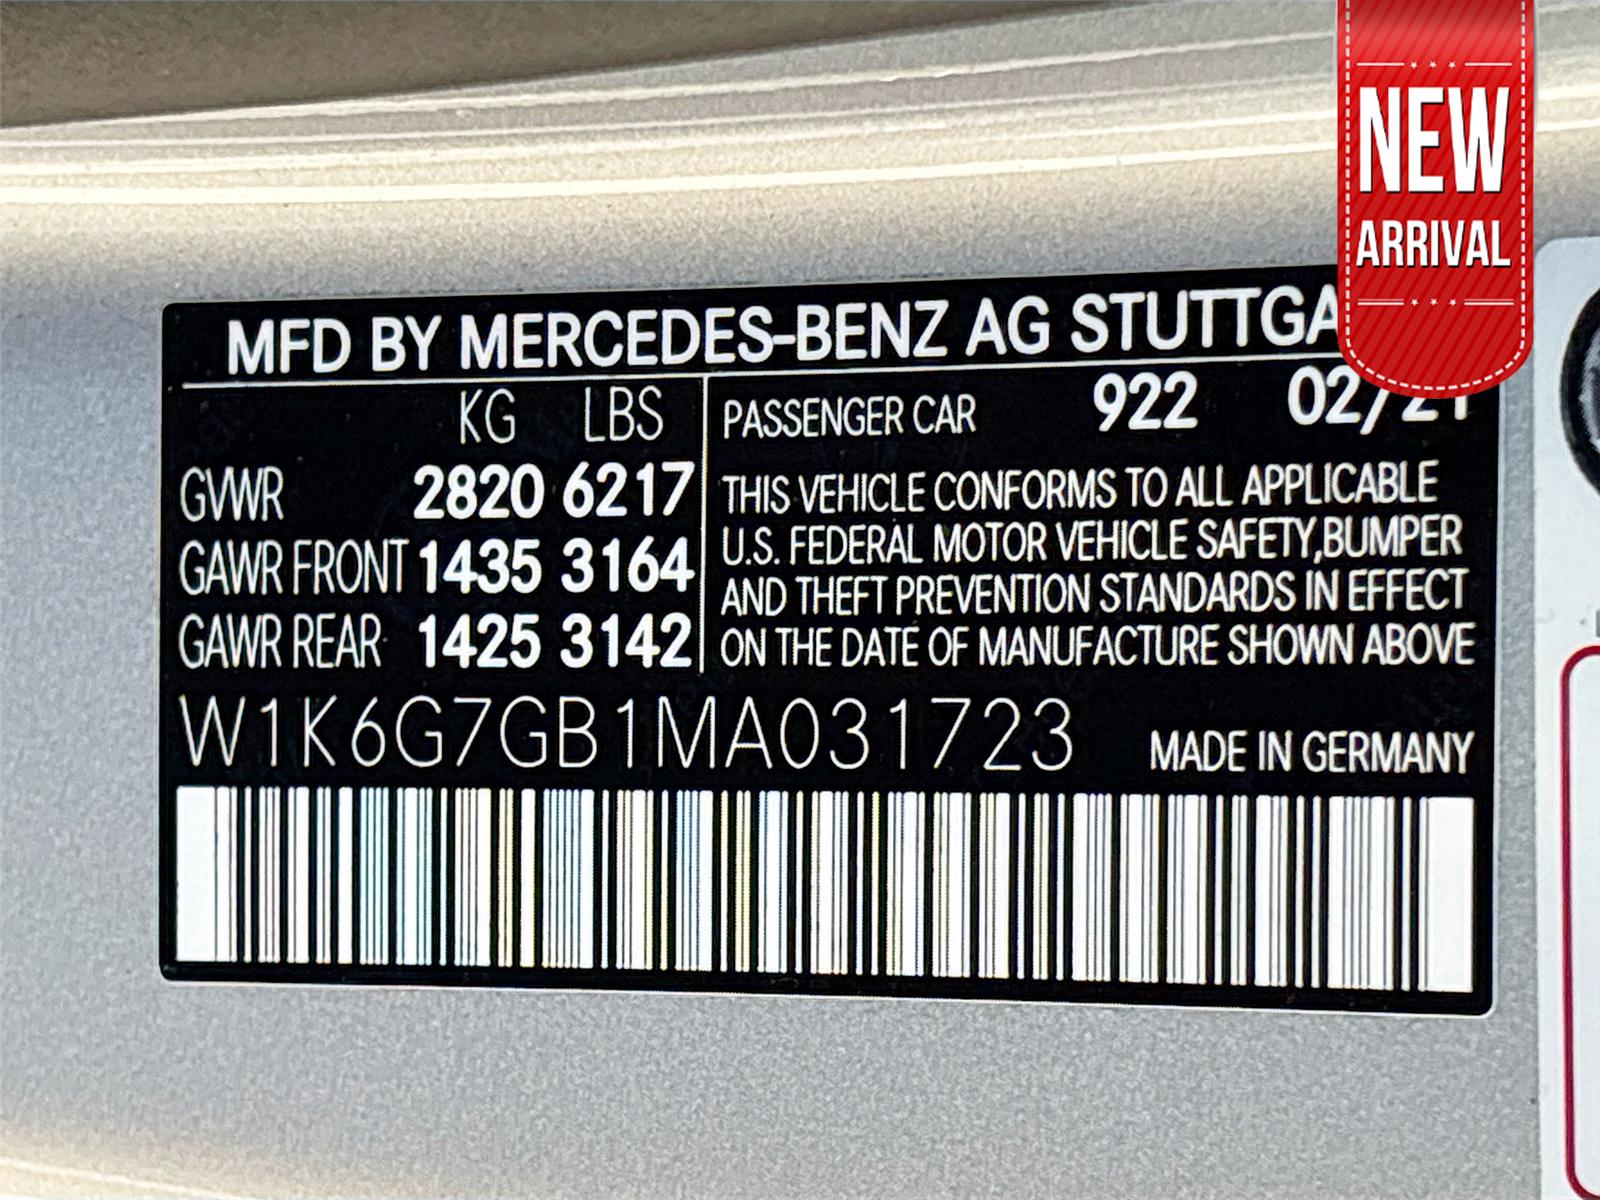 NEW
ARRIVAL
MFD BY MERCEDES-BENZ AG
KG LBS
PASSENGER CAR 922
GVWR 2820 6217
GAWR FRONT 1435 3164
GAWR REAR 1425 3142
THIS VEHICLE CONFORMS TO ALL APPLICABLE
U.S. FEDERAL MOTOR VEHICLE SAFETY,BUMPER
AND THEFT PREVENTION STANDARDS IN EFFECT
ON THE DATE OF MANUFACTURE SHOWN ABOVE
W1K6G7GB1MA031723
MADE IN GERMANY